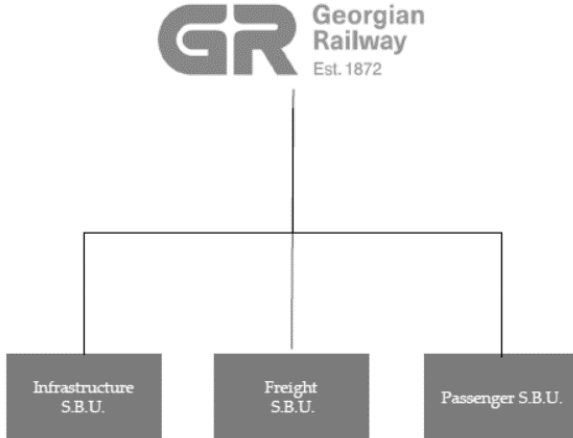 GR
Georgian
Railway
Est. 1872
Infrastructure
S.B.U.
Freight
S.B.U.
Passenger S.B.U.